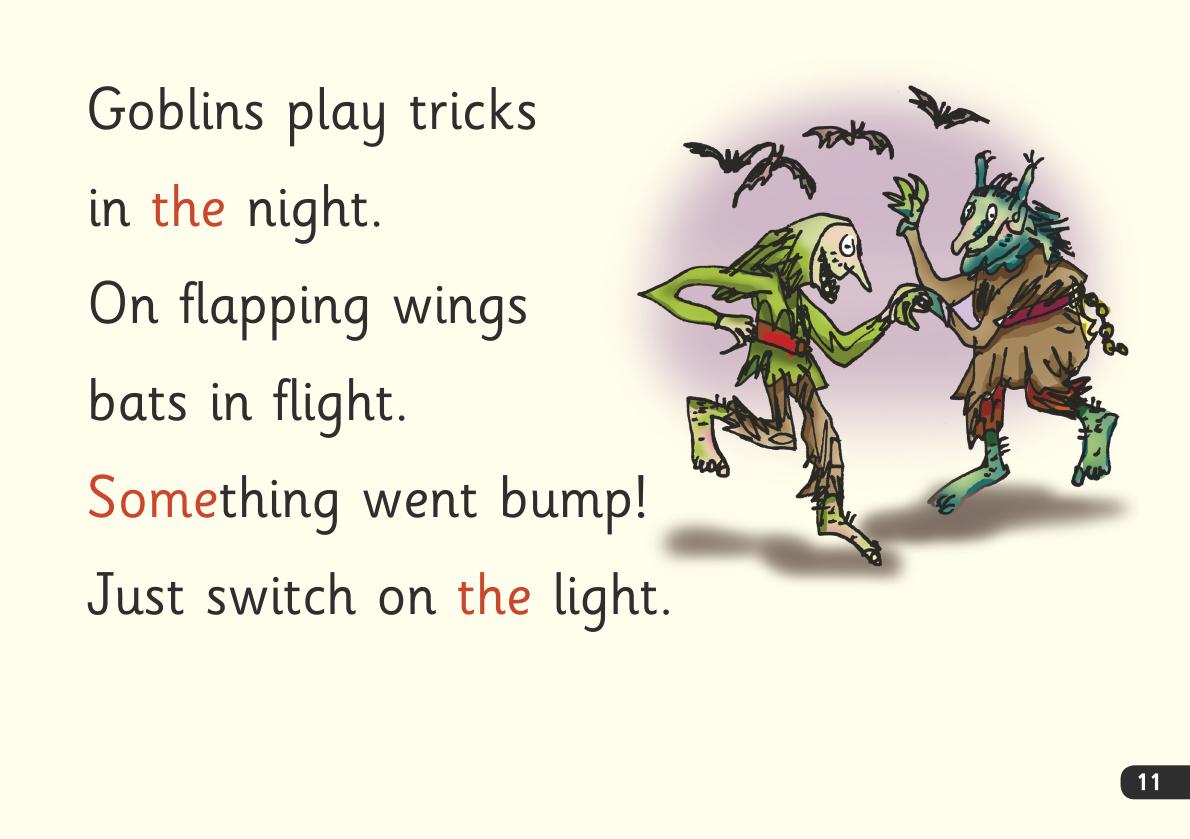 Goblins play tricks
in the night.
On flapping wings
bats in flight.
Something went bump!
Just switch on the light.
11